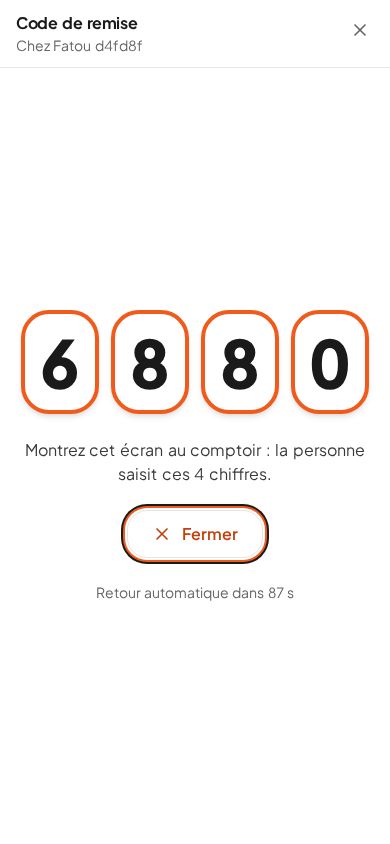 Code de remise
Chez Fatou d4fd8f
6 8 8 0
Montrez cet écran au comptoir : la personne
saisit ces 4 chiffres.
Fermer
Retour automatique dans 87 s